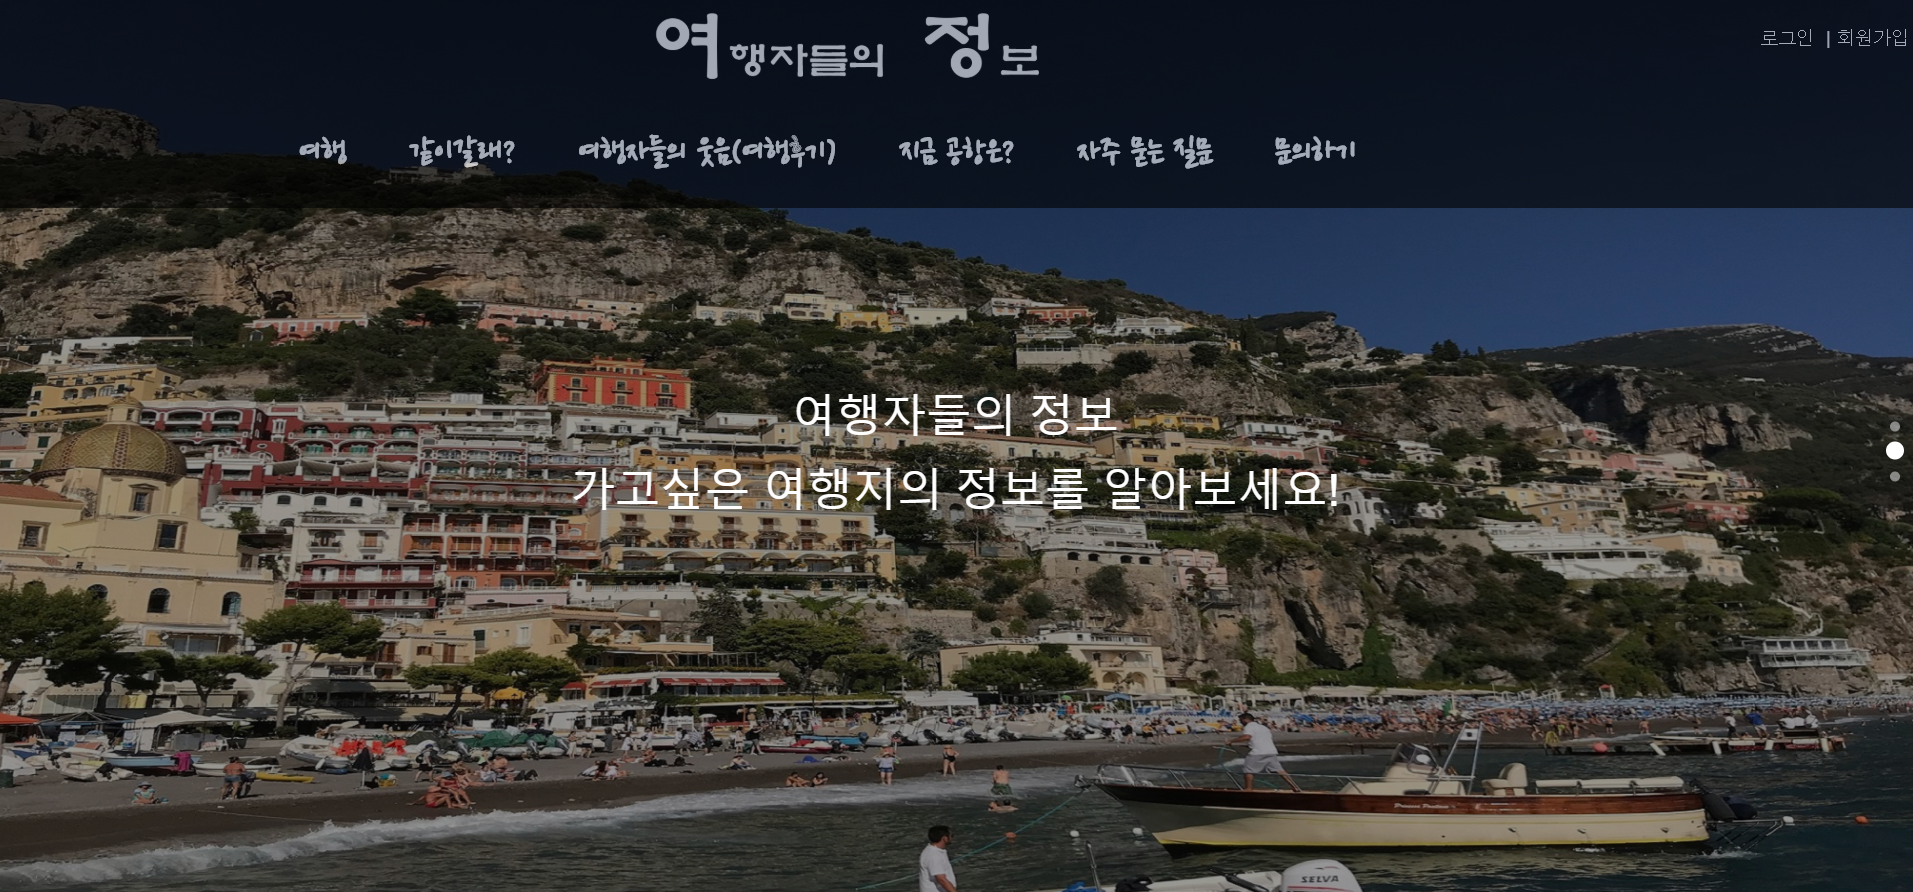 여행자들의 정보
로그인 | 회원가입
여행 같이갈래? 여행자들의 웃음(여행후기) 지금 공항은? 자주 묻는 질문 문의하기
여행자들의 정보
가고싶은 여행지의 정보를 알아보세요!
SELVA